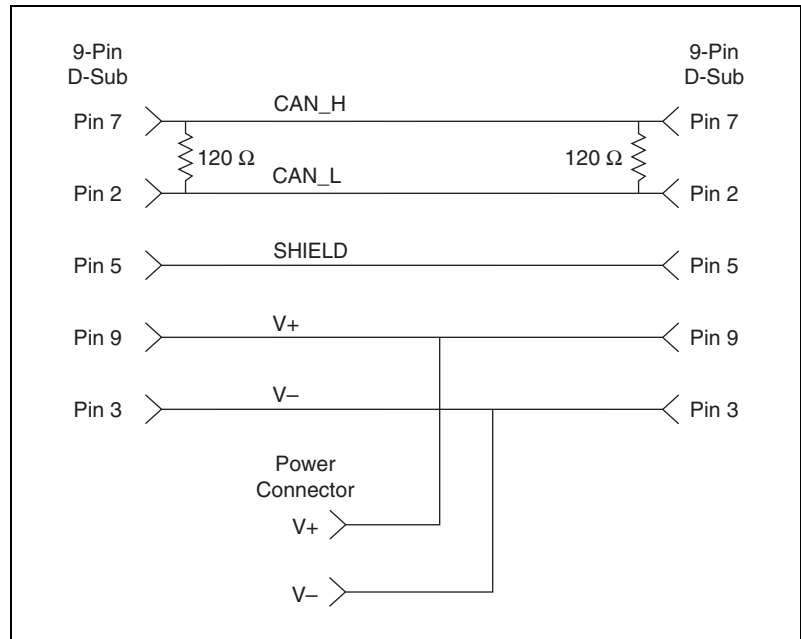 9-Pin
D-Sub
9-Pin
D-Sub
Pin 7
CAN_H
Pin 7
120 Ω
120 Ω
Pin 2
CAN_L
Pin 2
Pin 5
SHIELD
Pin 5
Pin 9
V+
Pin 9
Pin 3
V–
Pin 3
Power
Connector
V+
V–